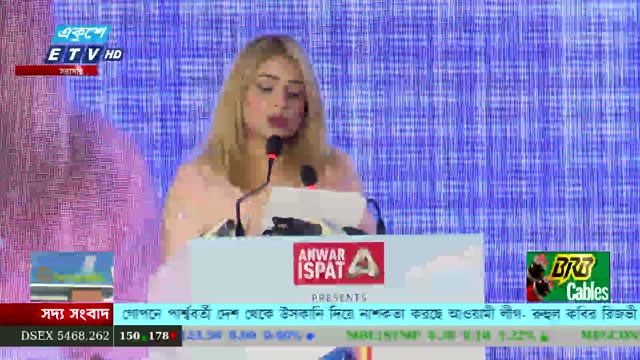 একুশে
ETV HD
সরাসরি
ANWAR
ISPAT
PRESENTS
BRB
Cables
সদ্য সংবাদ গোপনে পার্শ্ববর্তী দেশ থেকে উসকানি দিয়ে নাশকতা করছে আওয়ামী লীগ- রুহুল কবির রিজভী
DSEX 5468.262 150 178